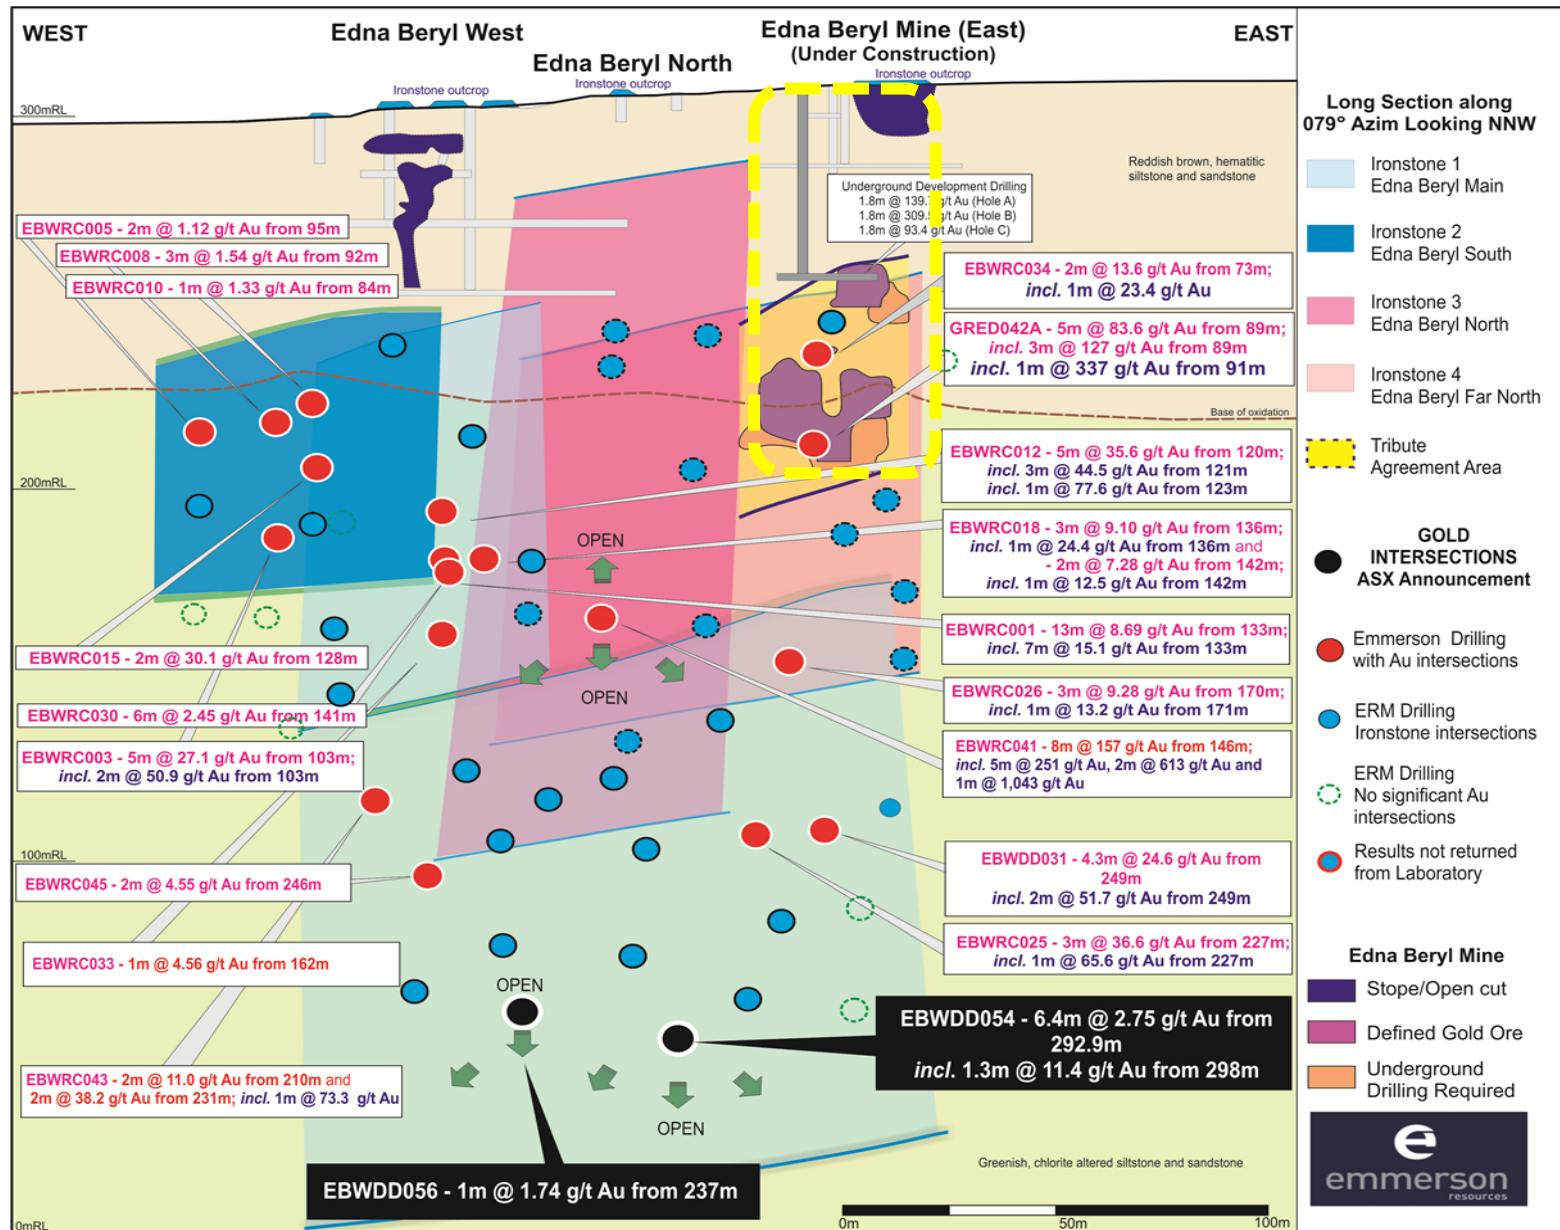 WEST
Edna Beryl West
Edna Beryl North
Edna Beryl Mine (East)
(Under Construction)
EAST
Ironstone outcrop
Ironstone outcrop
Ironstone outcrop
300mRL
Reddish brown, hematitic
siltstone and sandstone
Underground Development Drilling
1.8m @ 139. g/t Au (Hole A)
1.8m @ 309. g/t Au (Hole B)
1.8m @ 93.4 g/t Au (Hole C)
EBWRC005 - 2m @ 1.12 g/t Au from 95m
EBWRC008 - 3m @ 1.54 g/t Au from 92m
EBWRC010 - 1m @ 1.33 g/t Au from 84m
EBWRC034 - 2m @ 13.6 g/t Au from 73m;
incl. 1m @ 23.4 g/t Au
GRED042A - 5m @ 83.6 g/t Au from 89m;
incl. 3m @ 127 g/t Au from 89m
incl. 1m @ 337 g/t Au from 91m
Base of oxidation
200mRL
EBWRC012 - 5m @ 35.6 g/t Au from 120m;
incl. 3m @ 44.5 g/t Au from 121m
incl. 1m @ 77.6 g/t Au from 123m
EBWRC018 - 3m @ 9.10 g/t Au from 136m;
incl. 1m @ 24.4 g/t Au from 136m and
- 2m @ 7.28 g/t Au from 142m;
incl. 1m @ 12.5 g/t Au from 142m
OPEN
EBWRC001 - 13m @ 8.69 g/t Au from 133m;
incl. 7m @ 15.1 g/t Au from 133m
EBWRC015 - 2m @ 30.1 g/t Au from 128m
OPEN
EBWRC026 - 3m @ 9.28 g/t Au from 170m;
incl. 1m @ 13.2 g/t Au from 171m
EBWRC030 - 6m @ 2.45 g/t Au from 141m
EBWRC003 - 5m @ 27.1 g/t Au from 103m;
incl. 2m @ 50.9 g/t Au from 103m
EBWRC041 - 8m @ 157 g/t Au from 146m;
incl. 5m @ 251 g/t Au, 2m @ 613 g/t Au and
1m @ 1,043 g/t Au
100mRL
EBWRC045 - 2m @ 4.55 g/t Au from 246m
EBWDD031 - 4.3m @ 24.6 g/t Au from
249m
incl. 2m @ 51.7 g/t Au from 249m
EBWRC025 - 3m @ 36.6 g/t Au from 227m;
incl. 1m @ 65.6 g/t Au from 227m
EBWRC033 - 1m @ 4.56 g/t Au from 162m
OPEN
EBWDD054 - 6.4m @ 2.75 g/t Au from
292.9m
incl. 1.3m @ 11.4 g/t Au from 298m
EBWRC043 - 2m @ 11.0 g/t Au from 210m and
2m @ 38.2 g/t Au from 231m; incl. 1m @ 73.3 g/t Au
OPEN
Greenish, chlorite altered siltstone and sandstone
EBWDD056 - 1m @ 1.74 g/t Au from 237m
0mRL
0m
50m
100m
Long Section along
079° Azim Looking NNW
Ironstone 1
Edna Beryl Main
Ironstone 2
Edna Beryl South
Ironstone 3
Edna Beryl North
Ironstone 4
Edna Beryl Far North
Tribute
Agreement Area
GOLD
INTERSECTIONS
ASX Announcement
Emmerson Drilling
with Au intersections
ERM Drilling
Ironstone intersections
ERM Drilling
No significant Au
intersections
Results not returned
from Laboratory
Edna Beryl Mine
Stope/Open cut
Defined Gold Ore
Underground
Drilling Required
emmerson
resources